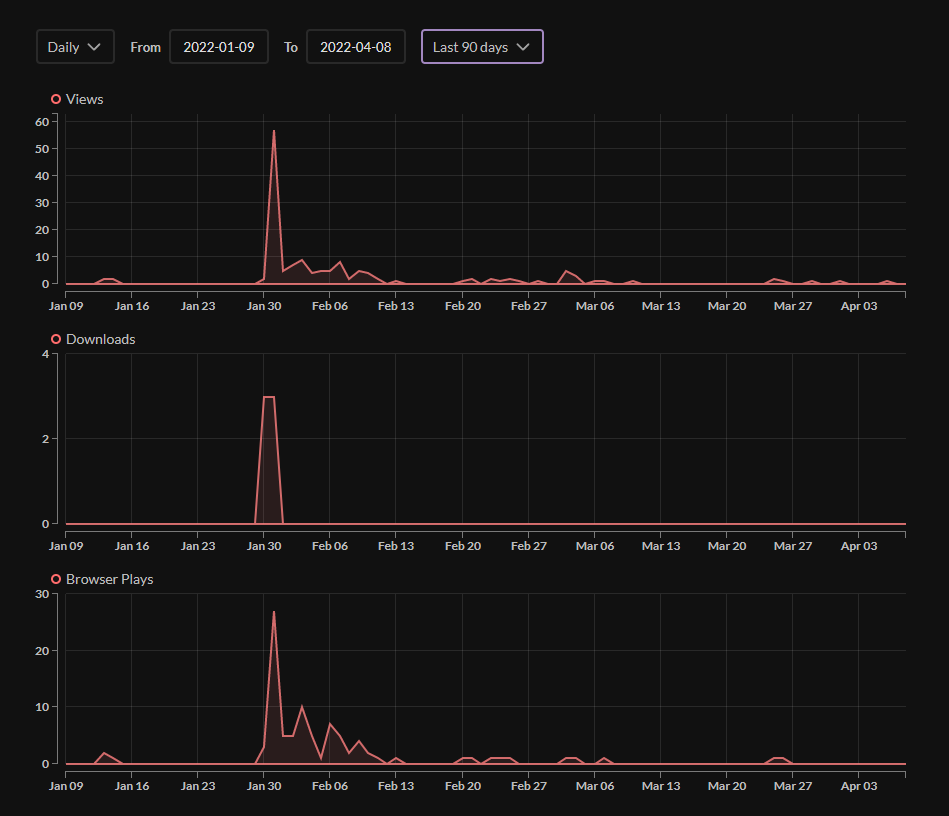 Daily From 2022-01-09 To 2022-04-08 Last 90 days
Views
60
50
40
30
20
10
0
Jan 09 Jan 16 Jan 23 Jan 30 Feb 06 Feb 13 Feb 20 Feb 27 Mar 06 Mar 13 Mar 20 Mar 27 Apr 03
Downloads
4
2
0
Jan 09 Jan 16 Jan 23 Jan 30 Feb 06 Feb 13 Feb 20 Feb 27 Mar 06 Mar 13 Mar 20 Mar 27 Apr 03
Browser Plays
30
20
10
0
Jan 09 Jan 16 Jan 23 Jan 30 Feb 06 Feb 13 Feb 20 Feb 27 Mar 06 Mar 13 Mar 20 Mar 27 Apr 03